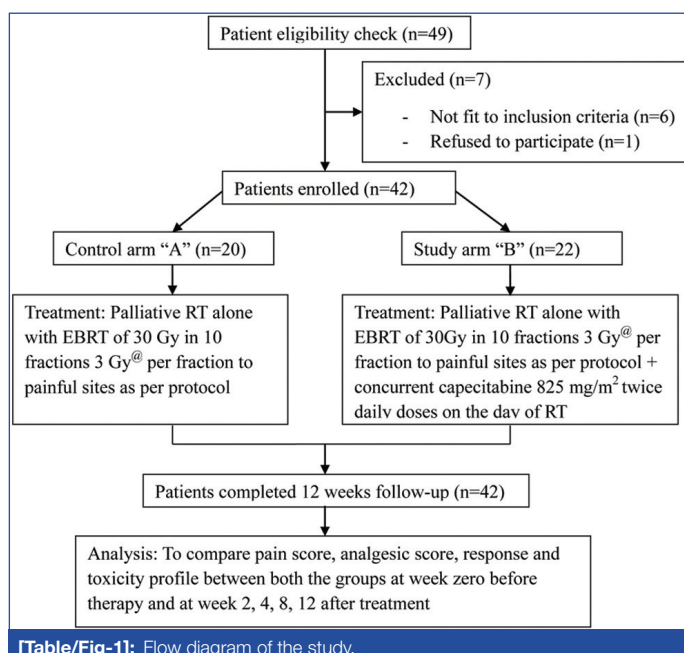 Patient eligibility check (n=49)
Excluded (n=7)
- Not fit to inclusion criteria (n=6)
- Refused to participate (n=1)
Patients enrolled (n=42)
Control arm “A” (n=20)
Study arm “B” (n=22)
Treatment: Palliative RT alone
with EBRT of 30 Gy in 10
fractions 3 Gy@ per fraction to
painful sites as per protocol
Treatment: Palliative RT alone with
EBRT of 30Gy in 10 fractions 3 Gy@ per
fraction to painful sites as per protocol +
concurrent capecitabine 825 mg/m² twice
daily doses on the day of RT
Patients completed 12 weeks follow-up (n=42)
Analysis: To compare pain score, analgesic score, response and
toxicity profile between both the groups at week zero before
therapy and at week 2, 4, 8, 12 after treatment
[Table/Fig-1]: Flow diagram of the study.